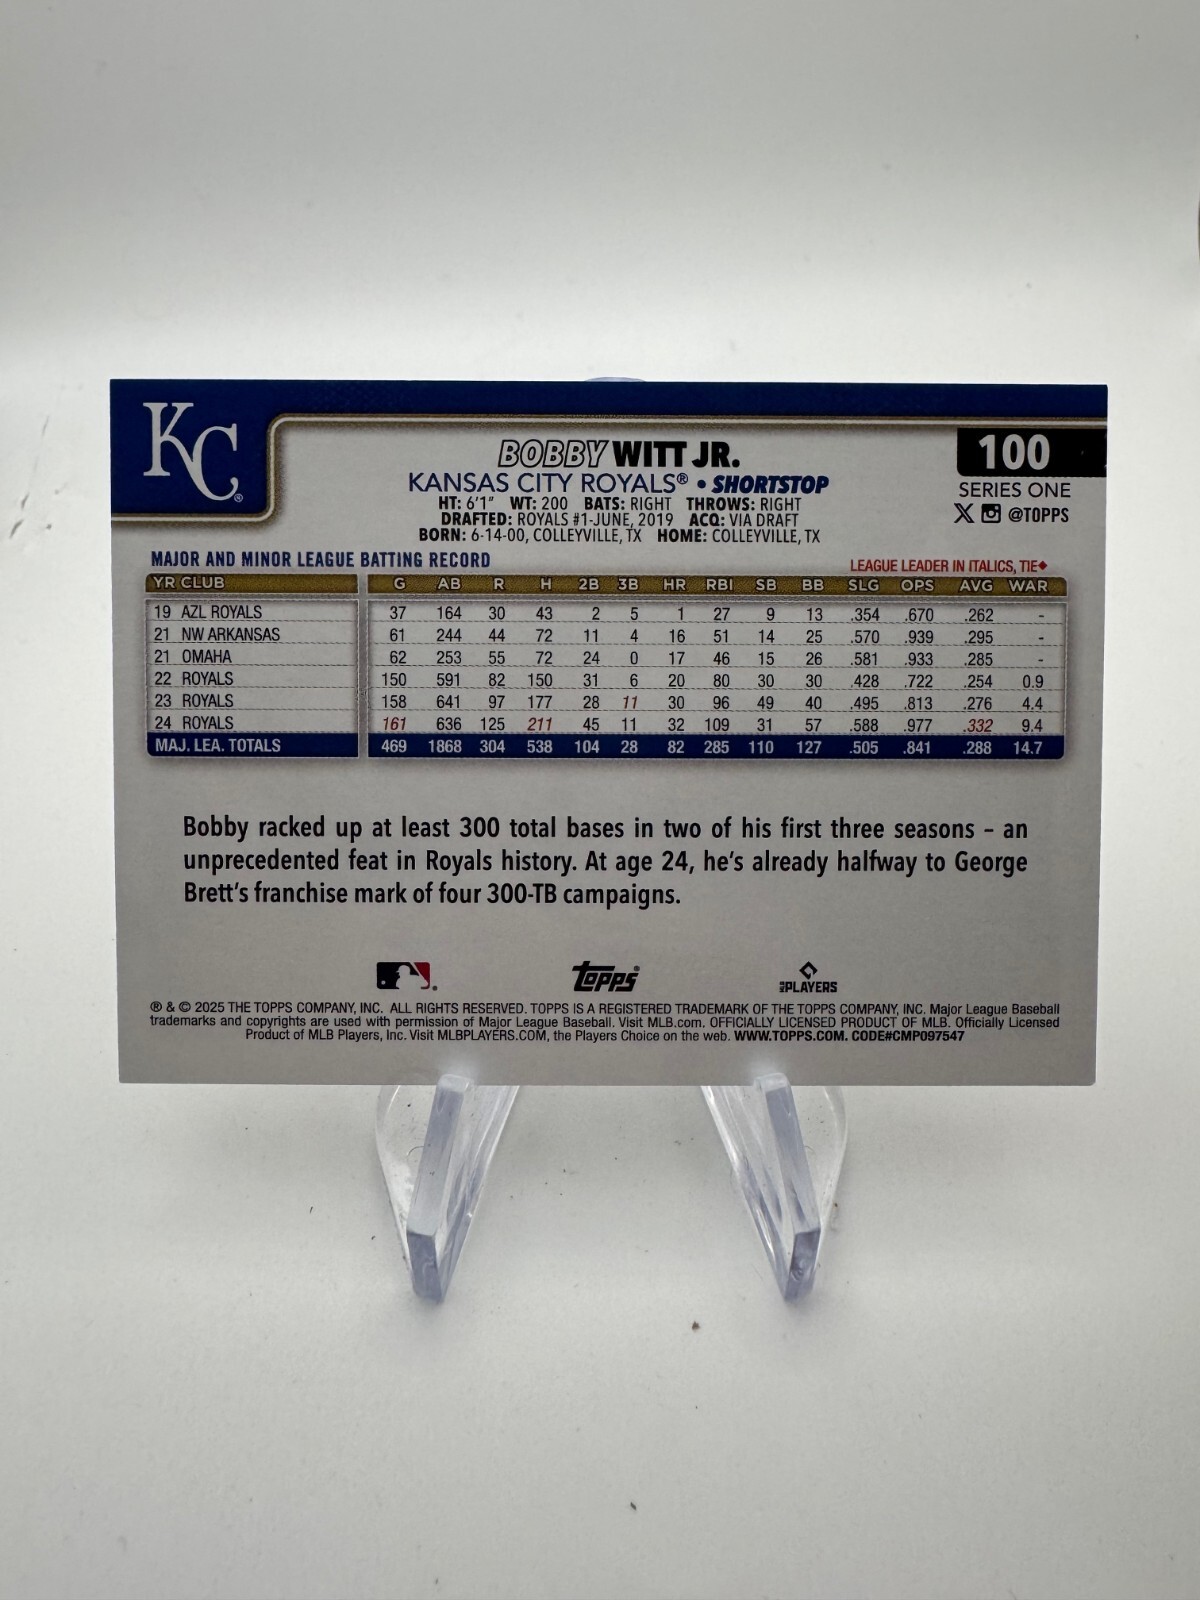 KC®
BOBBY WITT JR.
KANSAS CITY ROYALS® • SHORTSTOP
HT: 6'1" WT: 200 BATS: RIGHT THROWS: RIGHT
DRAFTED: ROYALS #1-JUNE, 2019 ACQ: VIA DRAFT
BORN: 6-14-00, COLLEYVILLE, TX HOME: COLLEYVILLE, TX
100
SERIES ONE
X @TOPPS
MAJOR AND MINOR LEAGUE BATTING RECORD
LEAGUE LEADER IN ITALICS, TIE◆
YR CLUB G AB R H 2B 3B HR RBI SB BB SLG OPS AVG WAR
19 AZL ROYALS 37 164 30 43 2 5 1 27 9 13 .354 .670 .262 -
21 NW ARKANSAS 61 244 44 72 11 4 16 51 14 25 .570 .939 .295 -
21 OMAHA 62 253 55 72 24 0 17 46 15 26 .581 .933 .285 -
22 ROYALS 150 591 82 150 31 6 20 80 30 30 .428 .722 .254 0.9
23 ROYALS 158 641 97 177 28 11 30 96 49 40 .495 .813 .276 4.4
24 ROYALS 161 636 125 211 45 11 32 109 31 57 .588 .977 .332 9.4
MAJ. LEA. TOTALS 469 1868 304 538 104 28 82 285 110 127 .505 .841 .288 14.7
Bobby racked up at least 300 total bases in two of his first three seasons – an
unprecedented feat in Royals history. At age 24, he's already halfway to George
Brett's franchise mark of four 300-TB campaigns.
topps® MLB PLAYERS
® & © 2025 THE TOPPS COMPANY, INC. ALL RIGHTS RESERVED. TOPPS IS A REGISTERED TRADEMARK OF THE TOPPS COMPANY, INC. Major League Baseball
trademarks and copyrights are used with permission of Major League Baseball. Visit MLB.com. OFFICIALLY LICENSED PRODUCT OF MLB. Officially Licensed
Product of MLB Players, Inc. Visit MLBPLAYERS.COM, the Players Choice on the web. WWW.TOPPS.COM. CODE#CMP097547